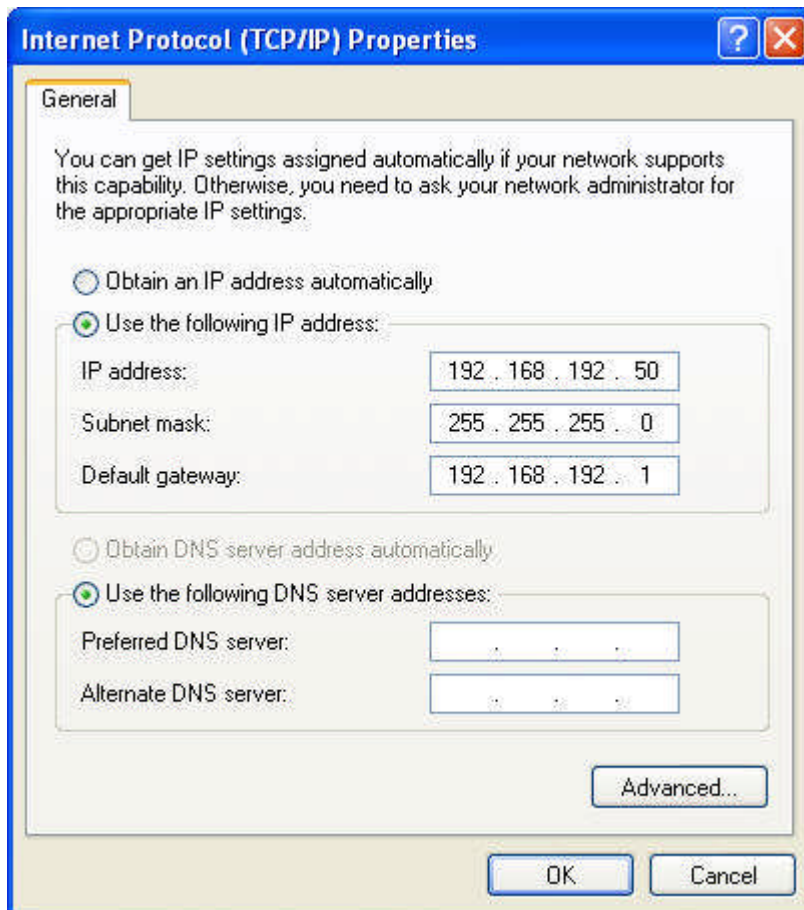 Internet Protocol (TCP/IP) Properties
General
You can get IP settings assigned automatically if your network supports
this capability. Otherwise, you need to ask your network administrator for
the appropriate IP settings.
Obtain an IP address automatically
Use the following IP address:
IP address: 192 . 168 . 192 . 50
Subnet mask: 255 . 255 . 255 . 0
Default gateway: 192 . 168 . 192 . 1
Obtain DNS server address automatically
Use the following DNS server addresses:
Preferred DNS server: . . .
Alternate DNS server: . . .
Advanced...
OK Cancel